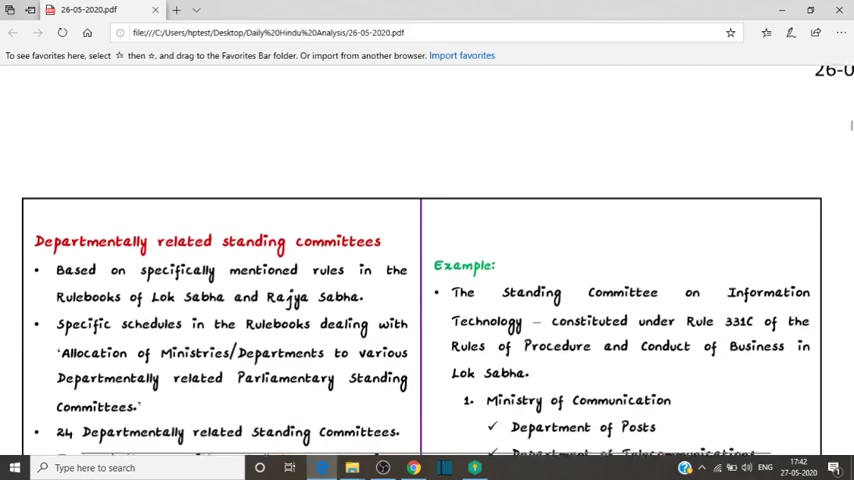 26-05-2020.pdf
file:///C:/Users/hptest/Desktop/Daily%20Hindu%20Analysis/26-05-2020.pdf
To see favorites here, select ☆ then ☆, and drag to the Favorites Bar folder. Or import from another browser. Import favorites
26-0
Departmentally related standing committees
• Based on specifically mentioned rules in the
Rulebooks of Lok Sabha and Rajya Sabha.
• Specific schedules in the Rulebooks dealing with
'Allocation of Ministries/Departments to various
Departmentally related Parliamentary Standing
Committees.'
• 24 Departmentally related Standing Committees.
Example:
• The Standing Committee on Information
Technology – constituted under Rule 331C of the
Rules of Procedure and Conduct of Business in
Lok Sabha.
1. Ministry of Communication
✓ Department of Posts
✓ Department of Telecommunications
Type here to search
ENG
17:42
27-05-2020